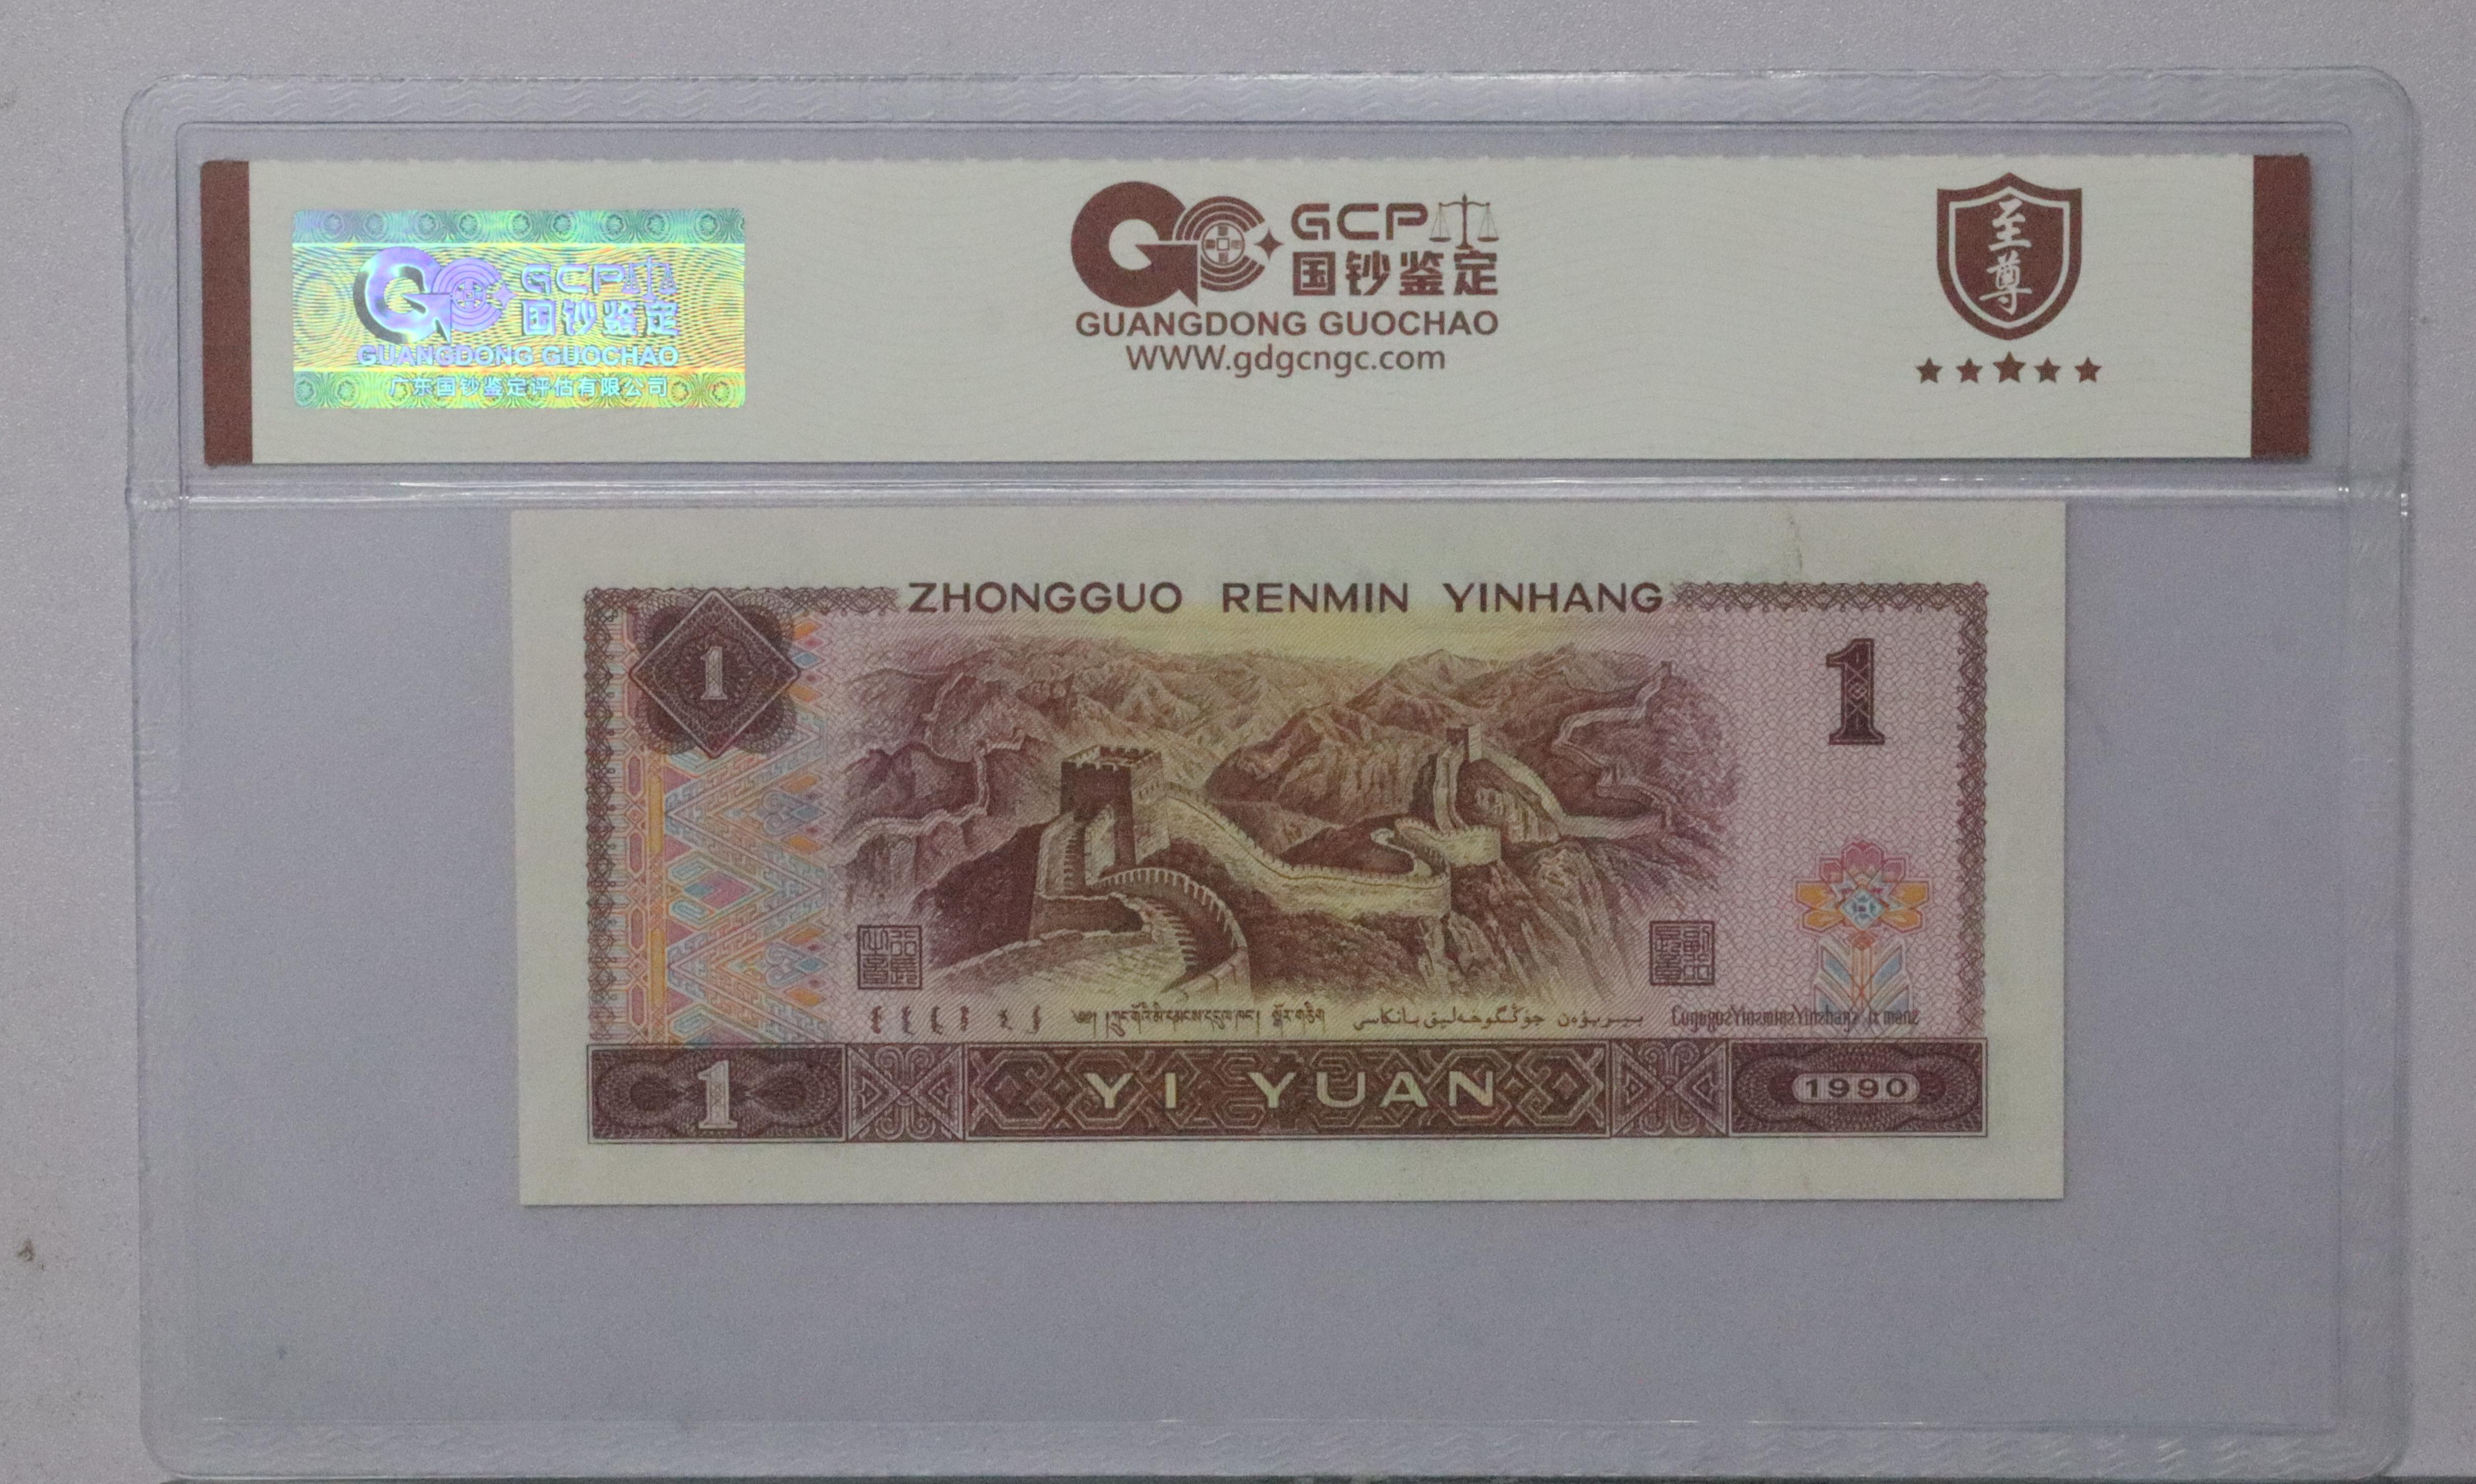 GCP
国钞鉴定
GUANGDONG GUOCHAO
广东国钞鉴定评估有限公司
GCP
国钞鉴定
GUANGDONG GUOCHAO
WWW.gdgcngc.com
至尊
ZHONGGUO RENMIN YINHANG
1
1
1
YI YUAN
1990